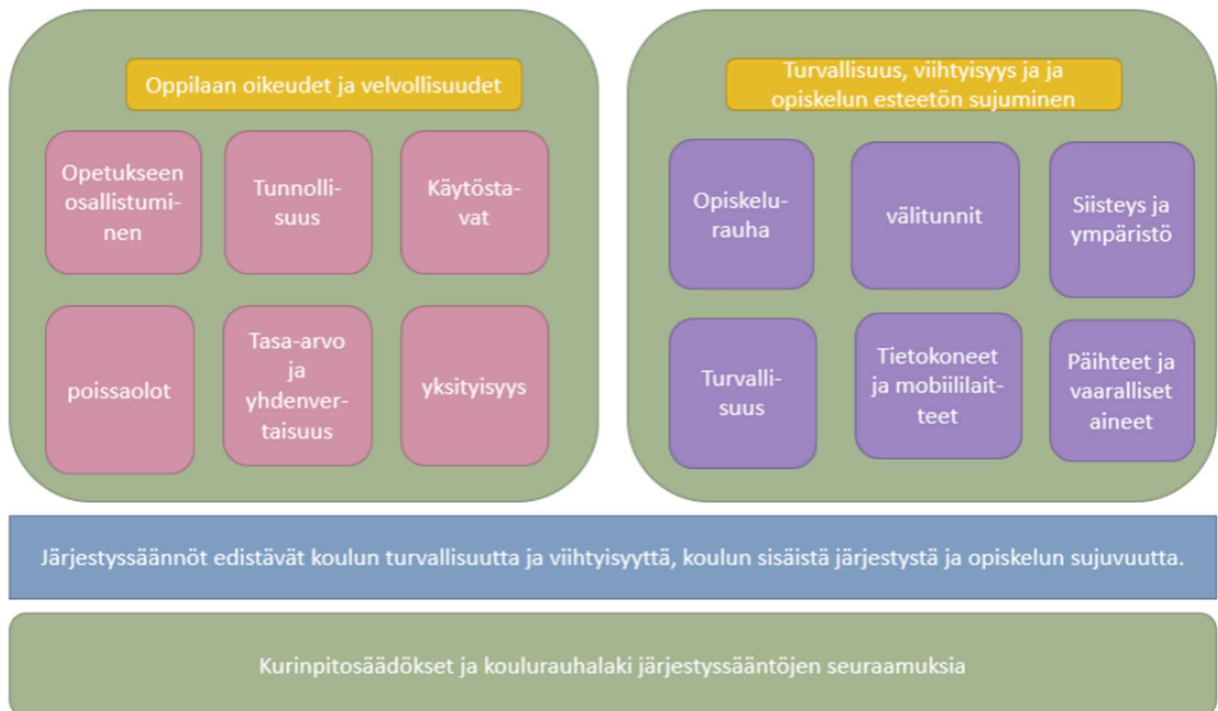 Oppilaan oikeudet ja velvollisuudet
Opetukseen
osallistumi-
nen
Tunnolli-
suus
Käytösta-
vat
poissaolot
Tasa-arvo
ja
yhdenver-
taisuus
yksityisyys
Turvallisuus, viihtyisyys ja ja
opiskelun esteetön sujuminen
Opiskelu-
rauha
välitunnit
Siisteys ja
ympäristö
Turvalli-
suus
Tietokoneet
ja mobiililait-
teet
Päihteet ja
vaaralliset
aineet
Järjestyssäännöt edistävät koulun turvallisuutta ja viihtyisyyttä, koulun sisäistä järjestystä ja opiskelun sujuvuutta.
Kurinpitosäädökset ja koulurauhalaki järjestyssääntöjen seuraamuksia